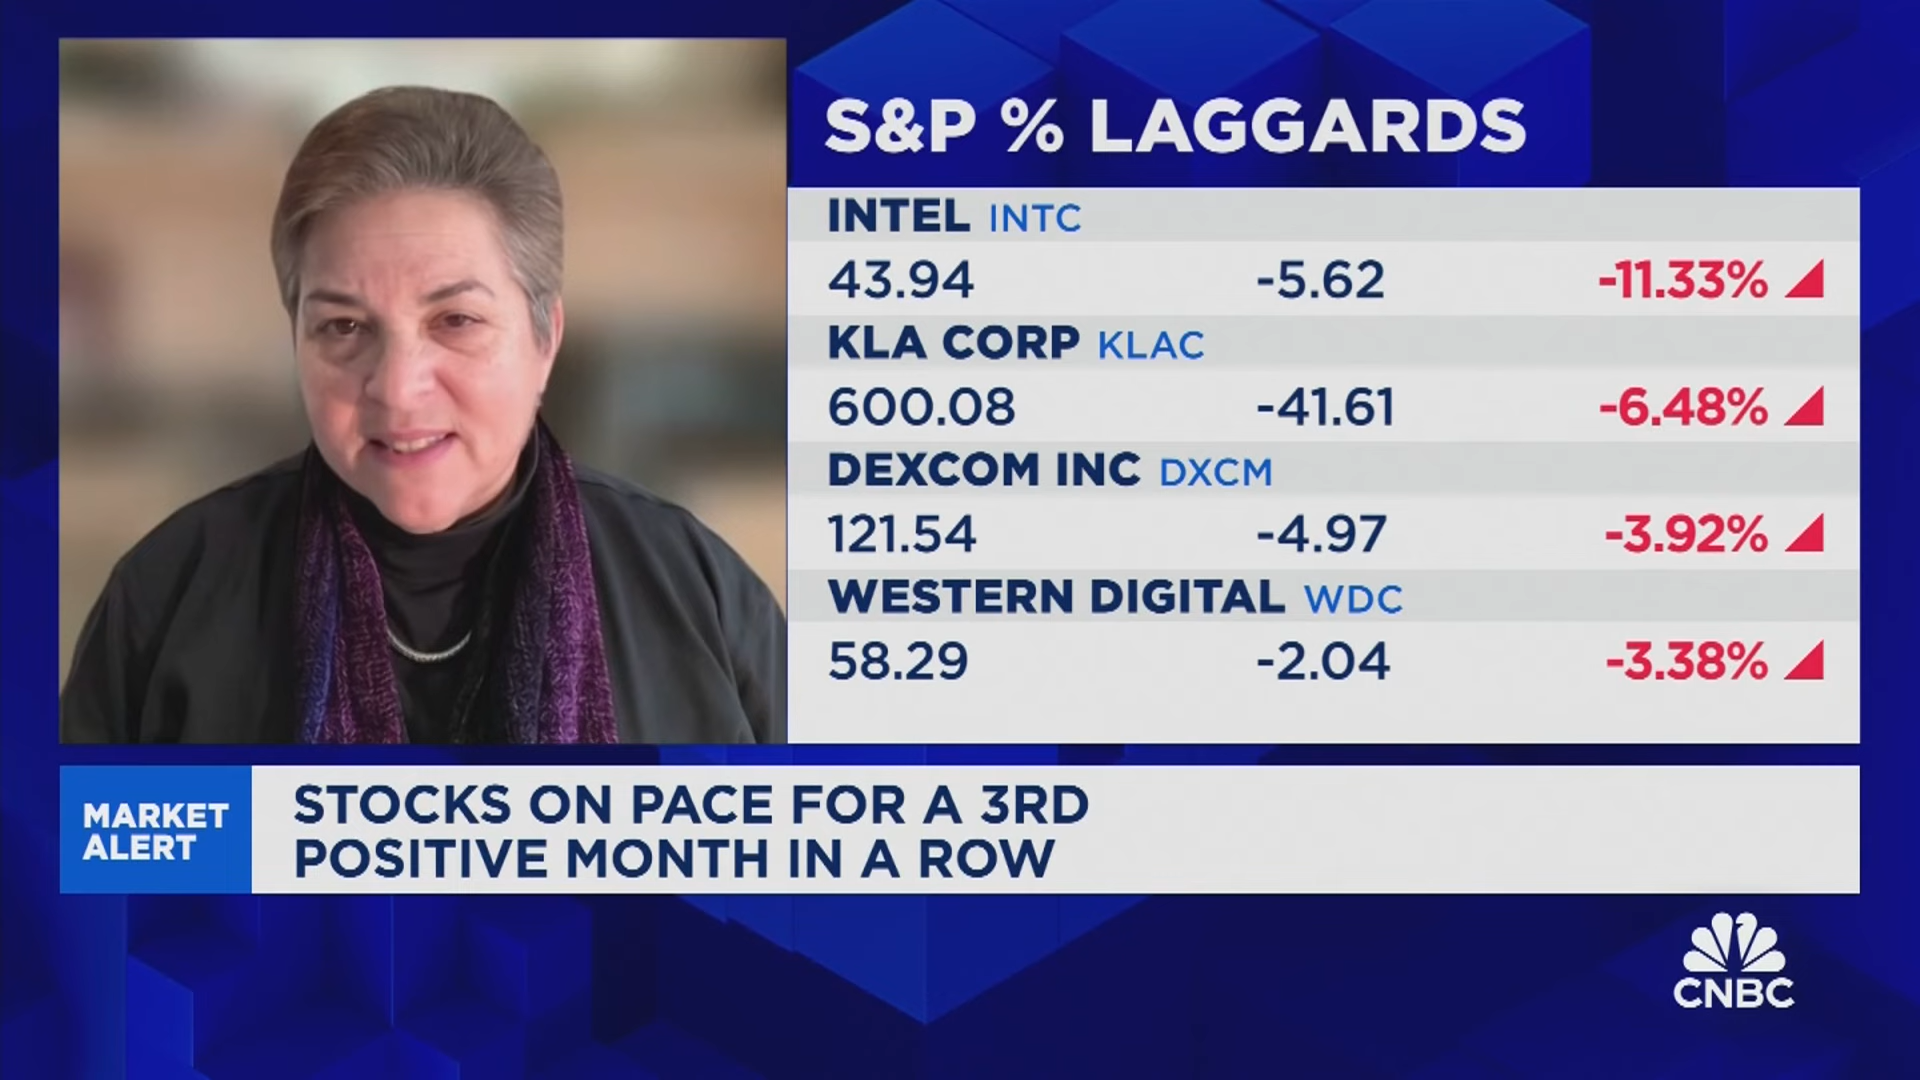 S&P % LAGGARDS
INTEL INTC
43.94 -5.62 -11.33%
KLA CORP KLAC
600.08 -41.61 -6.48%
DEXCOM INC DXCM
121.54 -4.97 -3.92%
WESTERN DIGITAL WDC
58.29 -2.04 -3.38%
MARKET
ALERT
STOCKS ON PACE FOR A 3RD
POSITIVE MONTH IN A ROW
CNBC